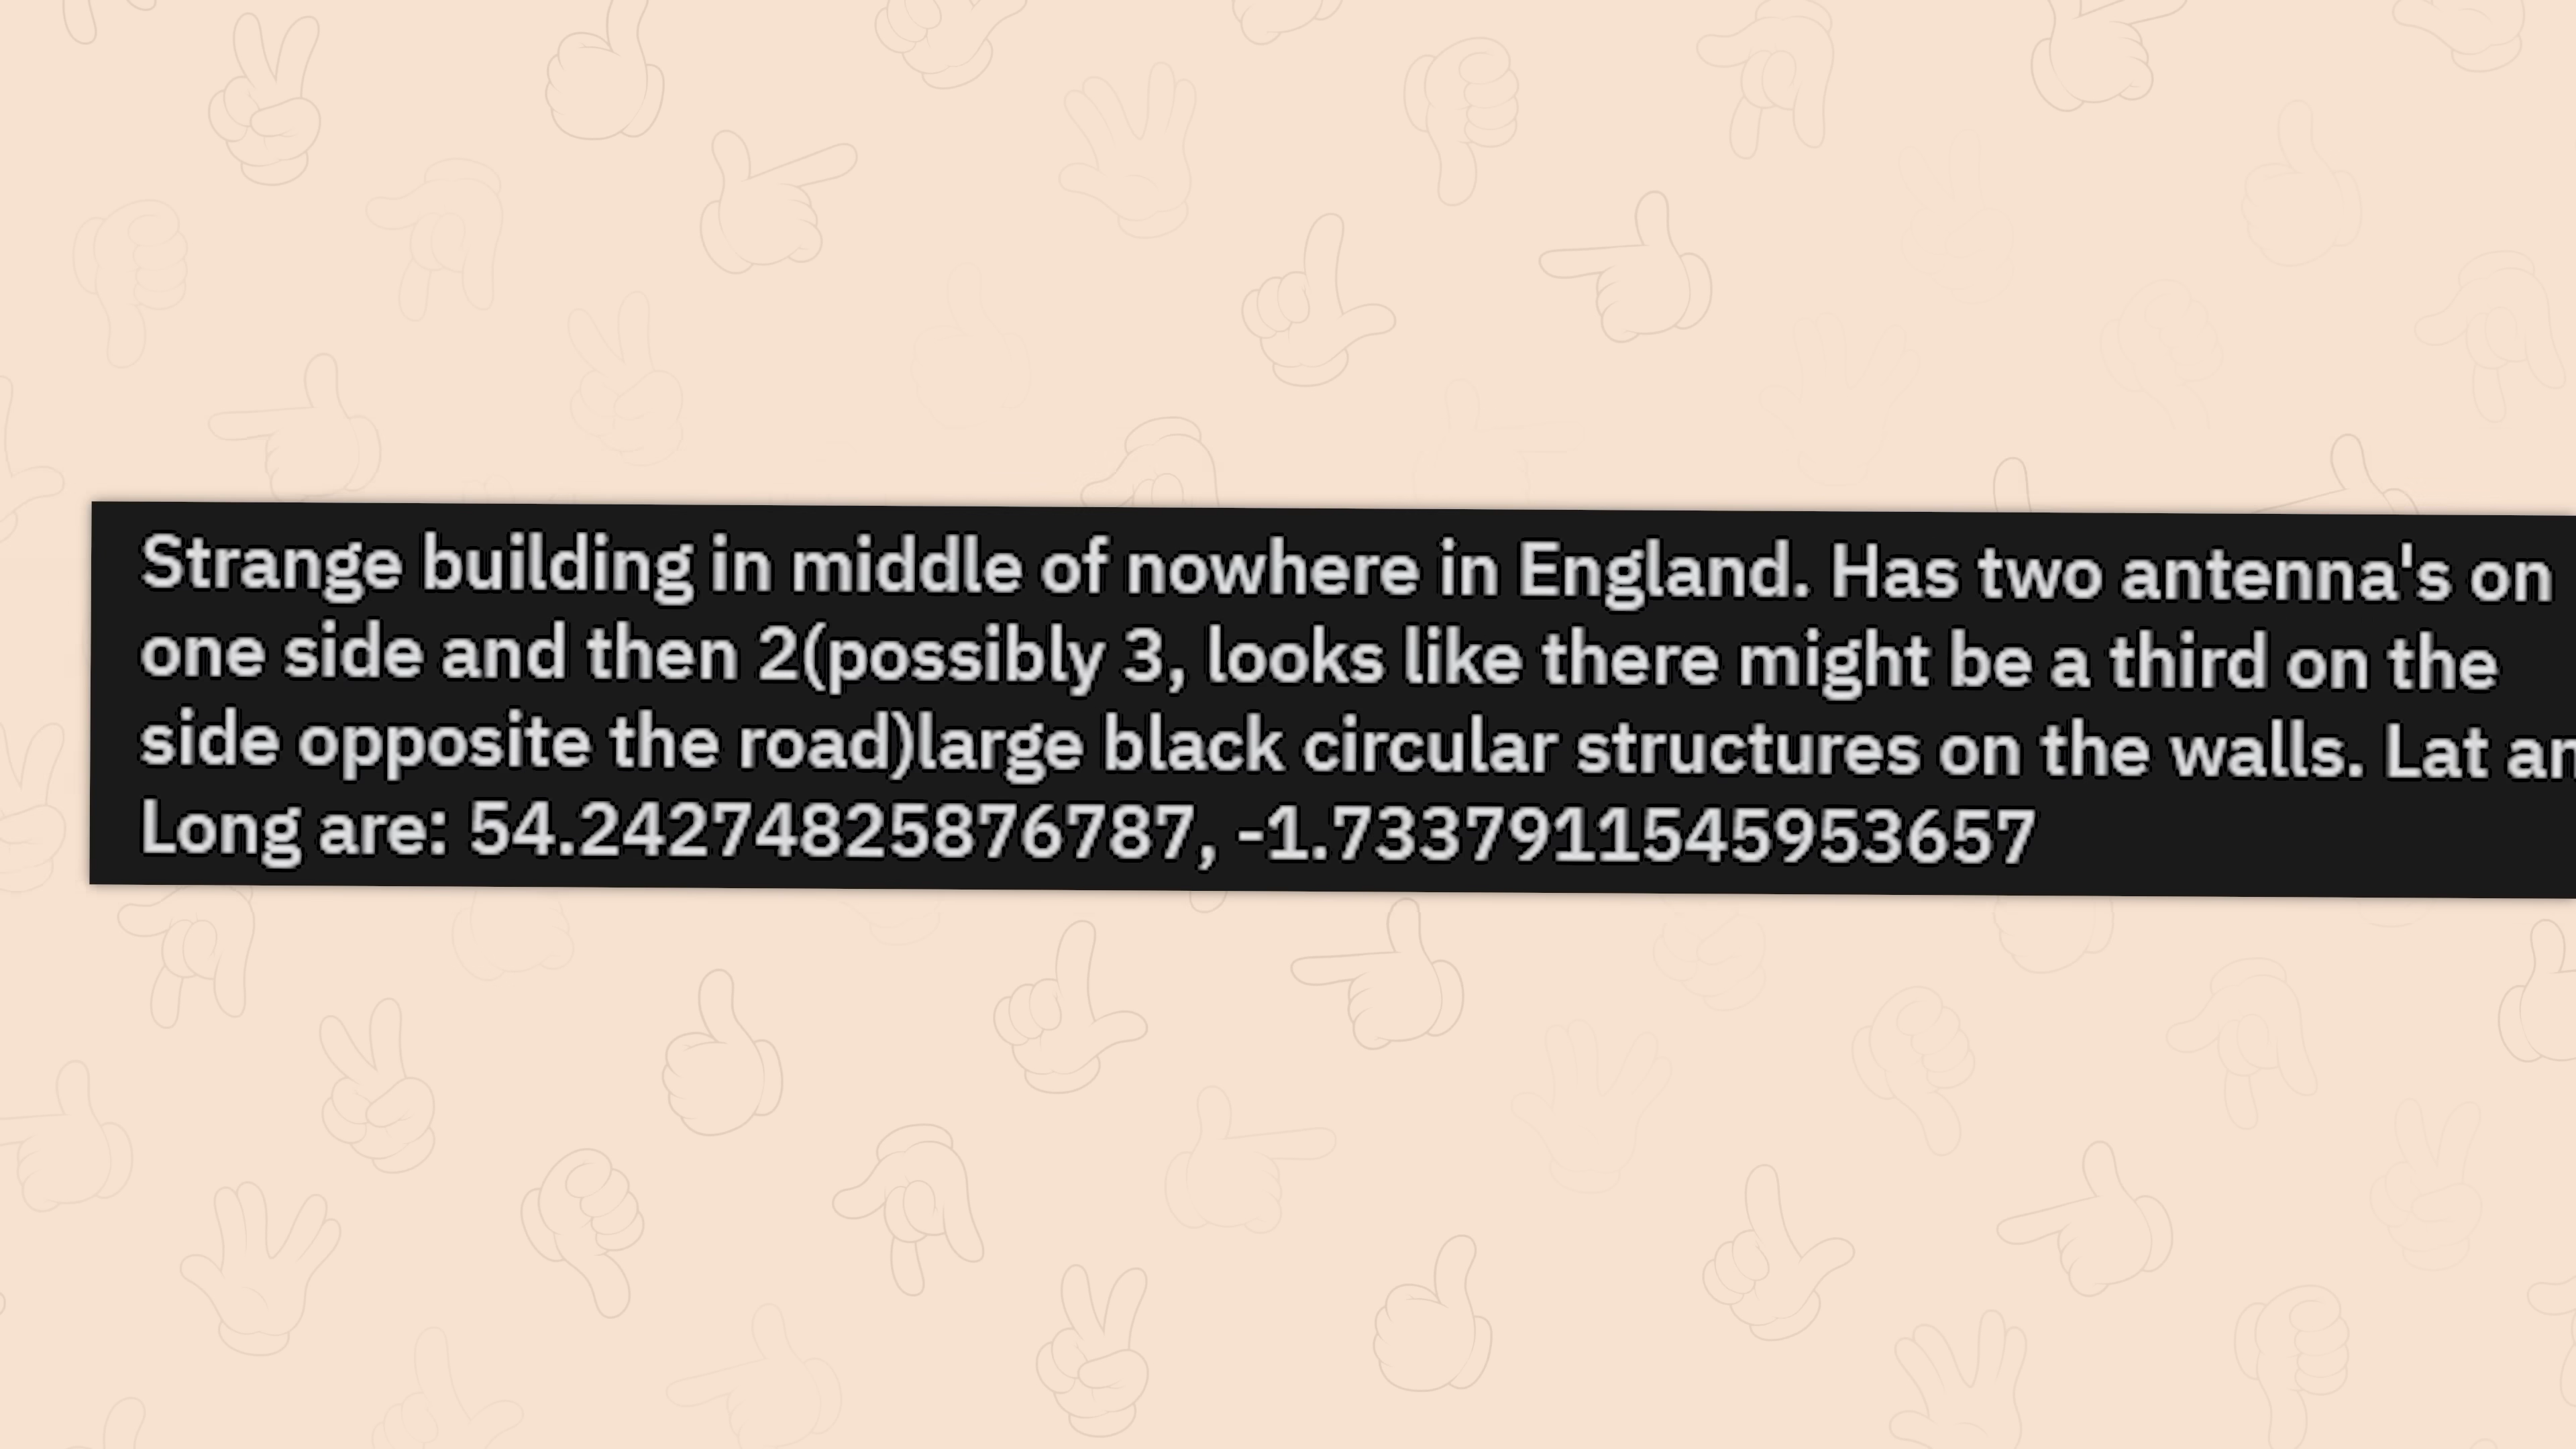 Strange building in middle of nowhere in England. Has two antenna's on
one side and then 2(possibly 3, looks like there might be a third on the
side opposite the road)large black circular structures on the walls. Lat
Long are: 54.24274825876787, -1.7337911545953657